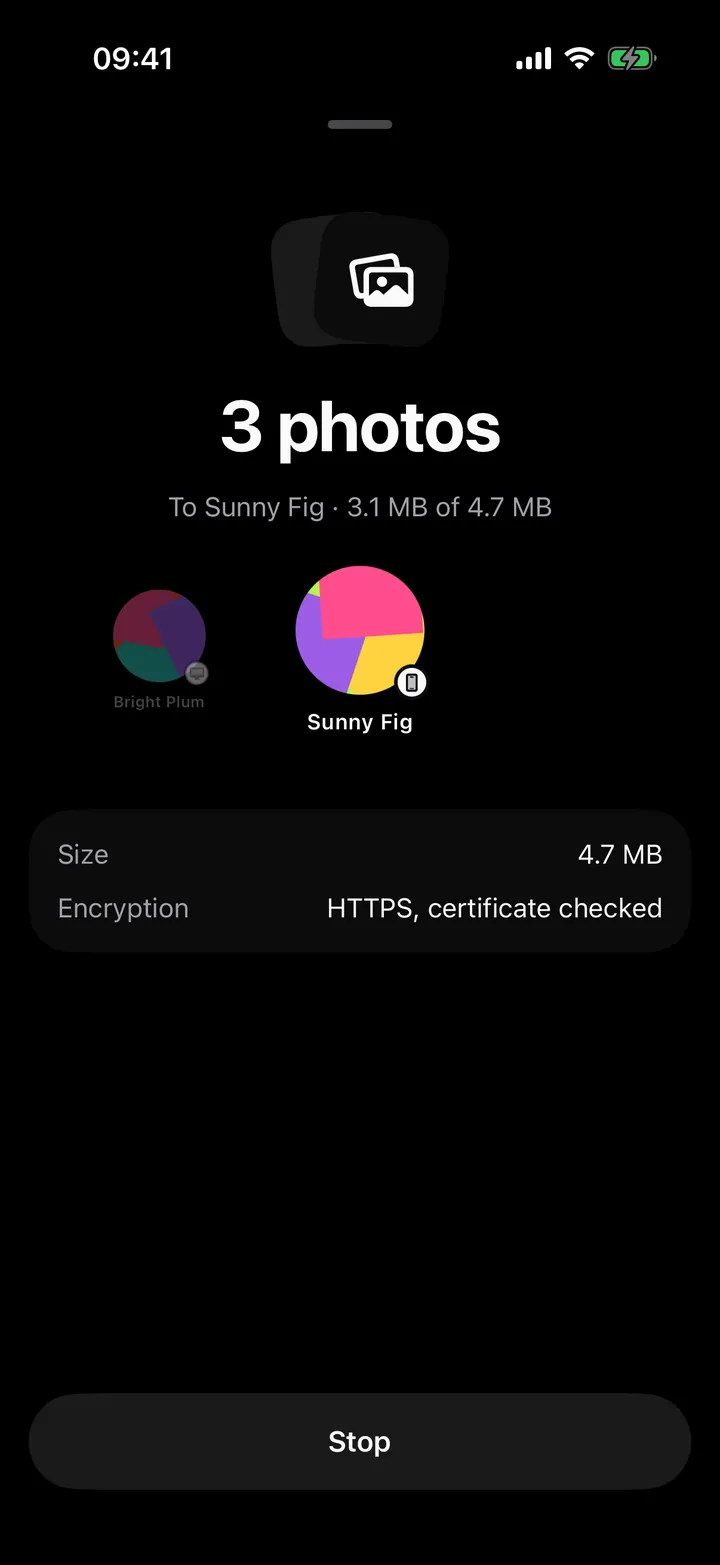 09:41
3 photos
To Sunny Fig · 3.1 MB of 4.7 MB
Bright Plum
Sunny Fig
Size 4.7 MB
Encryption HTTPS, certificate checked
Stop